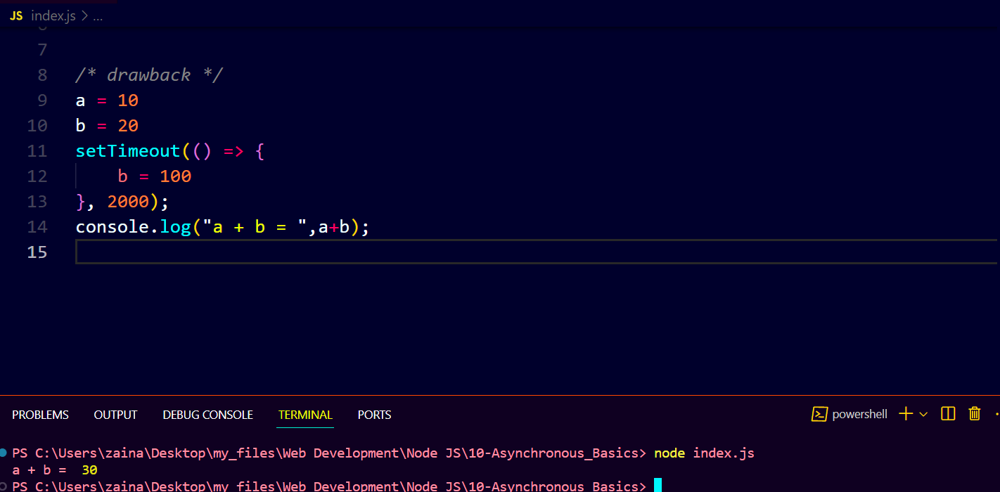 JS index.js > ...
7
8 /* drawback */
9 a = 10
10 b = 20
11 setTimeout(() => {
12     b = 100
13 }, 2000);
14 console.log("a + b = ",a+b);
15
PROBLEMS OUTPUT DEBUG CONSOLE TERMINAL PORTS powershell
PS C:\Users\zaina\Desktop\my_files\Web Development\Node JS\10-Asynchronous_Basics> node index.js
a + b =  30
PS C:\Users\zaina\Desktop\my_files\Web Development\Node JS\10-Asynchronous_Basics>